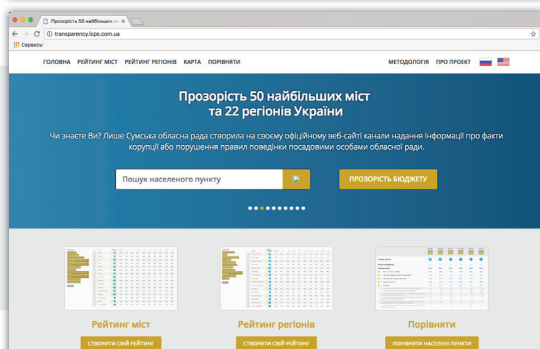 Прозорість 50 найбільших м
transparency.icps.com.ua
Сервисы
ГОЛОВНА РЕЙТИНГ МІСТ РЕЙТИНГ РЕГІОНІВ КАРТА ПОРІВНЯТИ МЕТОДОЛОГІЯ ПРО ПРОЕКТ
Прозорість 50 найбільших міст
та 22 регіонів України
Чи знаєте Ви? Лише Сумська обласна рада створила на своєму офіційному веб-сайті канали надання інформації про факти
корупції або порушення правил поведінки посадовими особами обласної ради.
Пошук населеного пункту ПРОЗОРІСТЬ БЮДЖЕТУ
Рейтинг міст Рейтинг регіонів Порівняти
СТВОРИТИ СВІЙ РЕЙТИНГ СТВОРИТИ СВІЙ РЕЙТИНГ ПОРІВНЯТИ НАСЕЛЕНІ ПУНКТИ